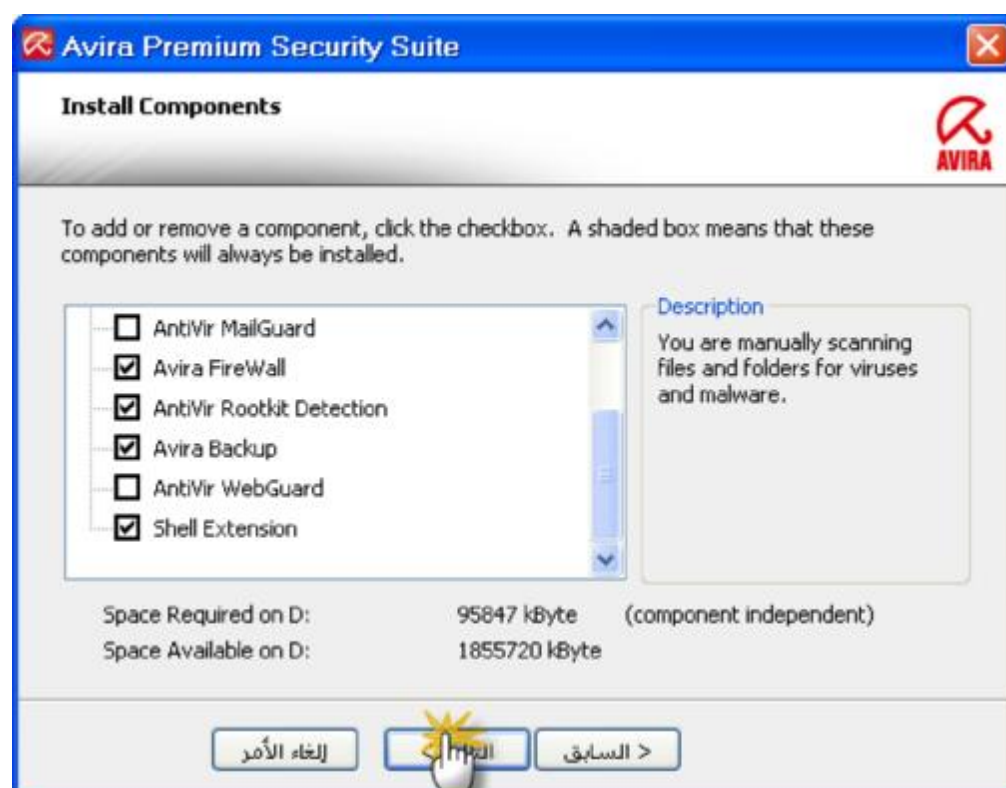 Avira Premium Security Suite
Install Components
AVIRA
To add or remove a component, click the checkbox. A shaded box means that these
components will always be installed.
AntiVir MailGuard
Avira FireWall
AntiVir Rootkit Detection
Avira Backup
AntiVir WebGuard
Shell Extension
Description
You are manually scanning
files and folders for viruses
and malware.
Space Required on D: 95847 kByte (component independent)
Space Available on D: 1855720 kByte
إلغاء الأمر < السابق